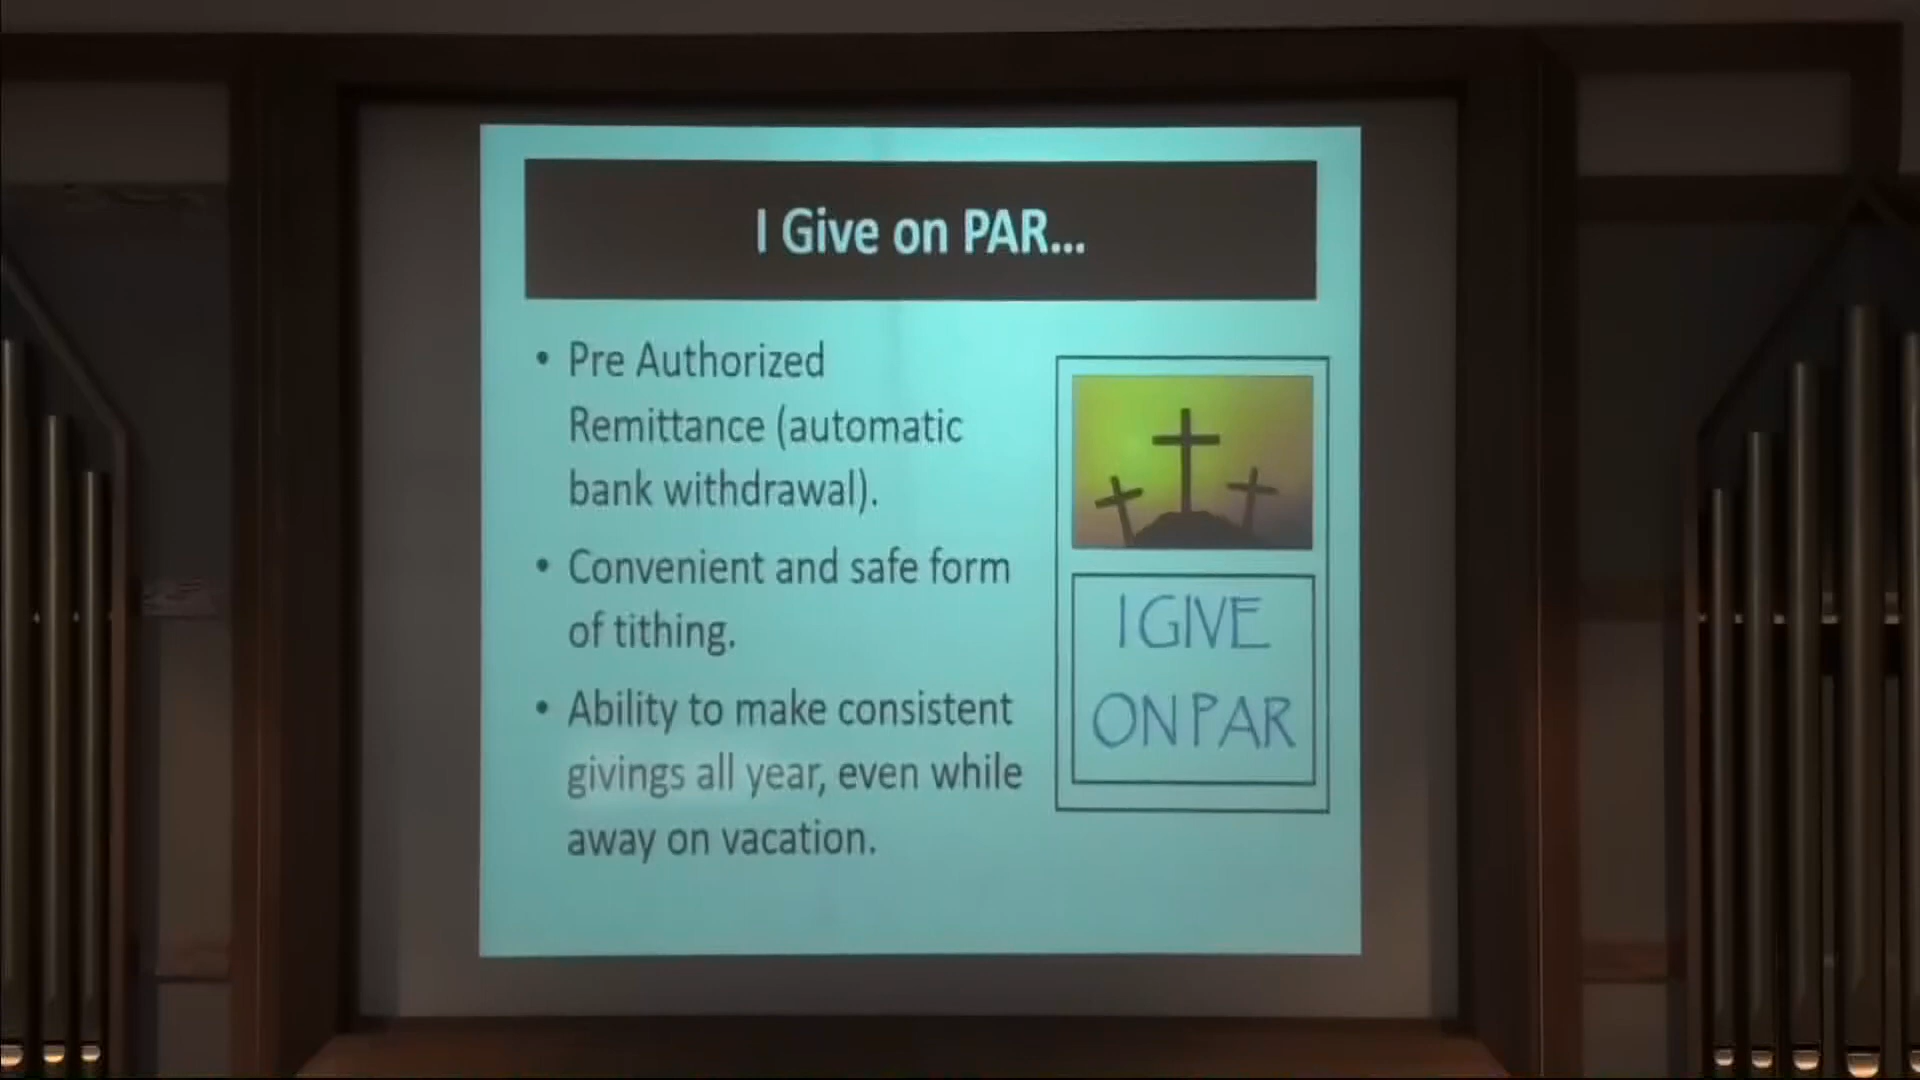 I Give on PAR...
• Pre Authorized
Remittance (automatic
bank withdrawal).
• Convenient and safe form
of tithing.
• Ability to make consistent
givings all year, even while
away on vacation.
I GIVE
ON PAR